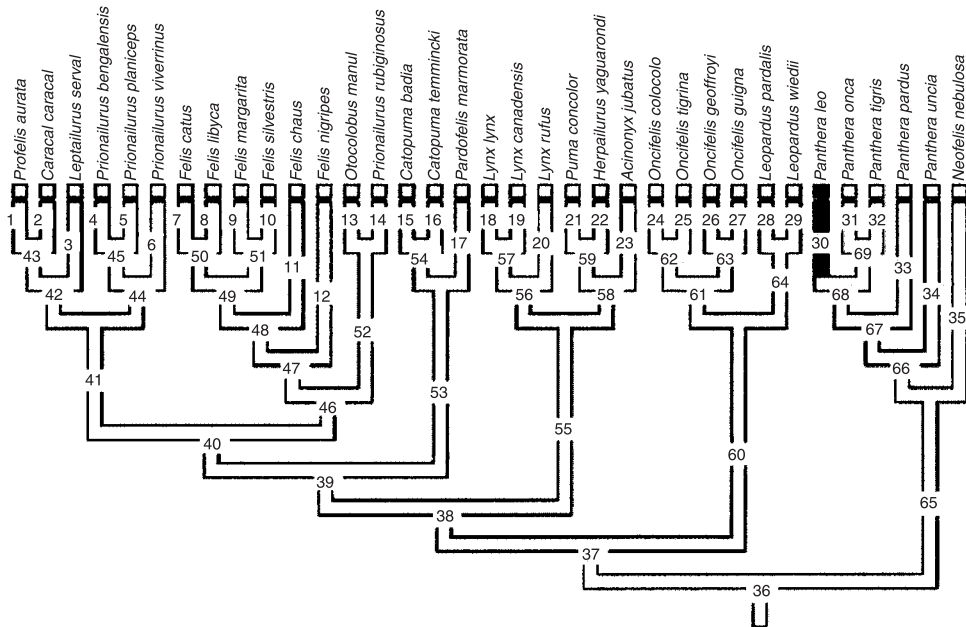 Profelis aurata
Caracal caracal
Leptailurus serval
Prionailurus bengalensis
Prionailurus planiceps
Prionailurus viverrinus
Felis catus
Felis libyca
Felis margarita
Felis silvestris
Felis chaus
Felis nigripes
Otocolobus manul
Prionailurus rubiginosus
Catopuma badia
Catopuma temmincki
Pardofelis marmorata
Lynx lynx
Lynx canadensis
Lynx rufus
Puma concolor
Herpailurus yaguarondi
Acinonyx jubatus
Oncifelis colocolo
Oncifelis tigrina
Oncifelis geoffroyi
Oncifelis guigna
Leopardus pardalis
Leopardus wiedii
Panthera leo
Panthera onca
Panthera tigris
Panthera pardus
Panthera uncia
Neofelis nebulosa
1 2 4 5 7 8 9 10 13 14 15 16 18 19 21 22 24 25 26 27 28 29 31 32
3 6 17 20 23 30
43 45 50 51 11 54 57 59 62 63 69 33
42 44 49 12 56 58 61 64 68 34
48 52 67 35
47 66
41 46 53
40 55 60
39 65
38
37
36